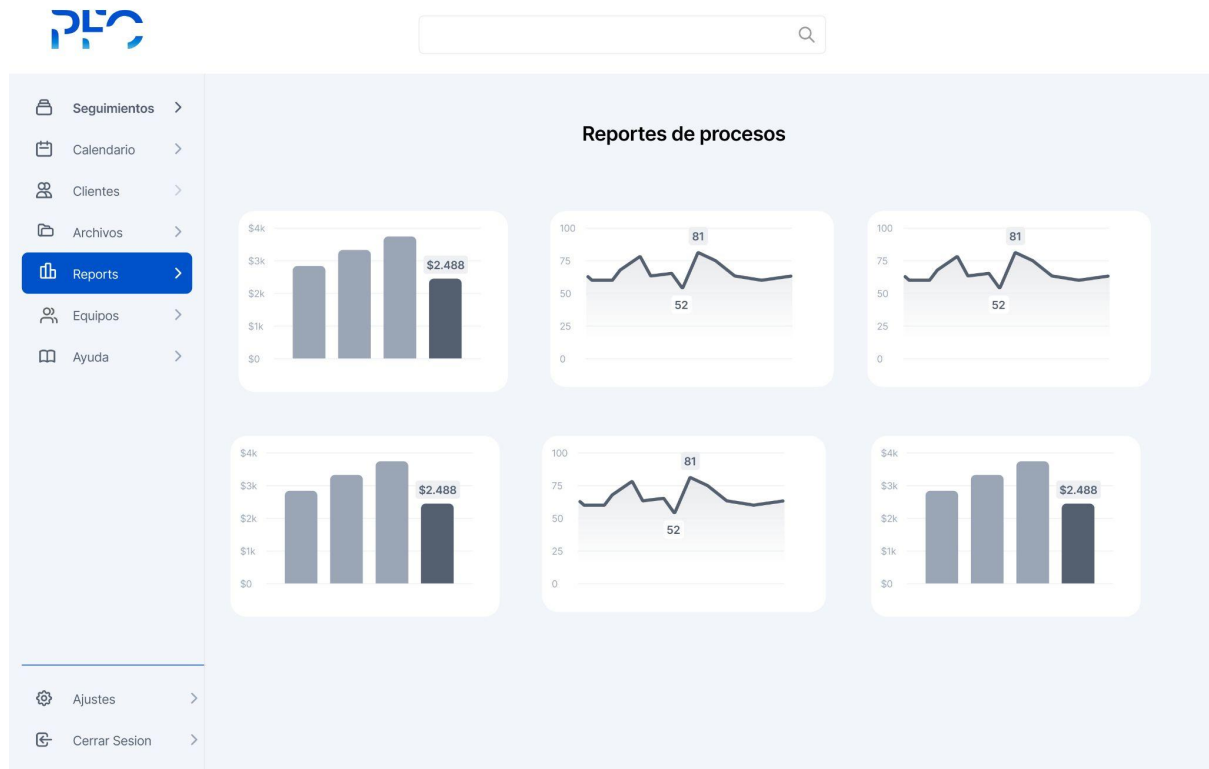 PFO
Seguimientos
Calendario
Clientes
Archivos
Reports
Equipos
Ayuda
Ajustes
Cerrar Sesion
Reportes de procesos
$4k
$3k
$2k
$1k
$0
$2.488
100
75
50
25
0
81
52
100
75
50
25
0
81
52
$4k
$3k
$2k
$1k
$0
$2.488
100
75
50
25
0
81
52
$4k
$3k
$2k
$1k
$0
$2.488